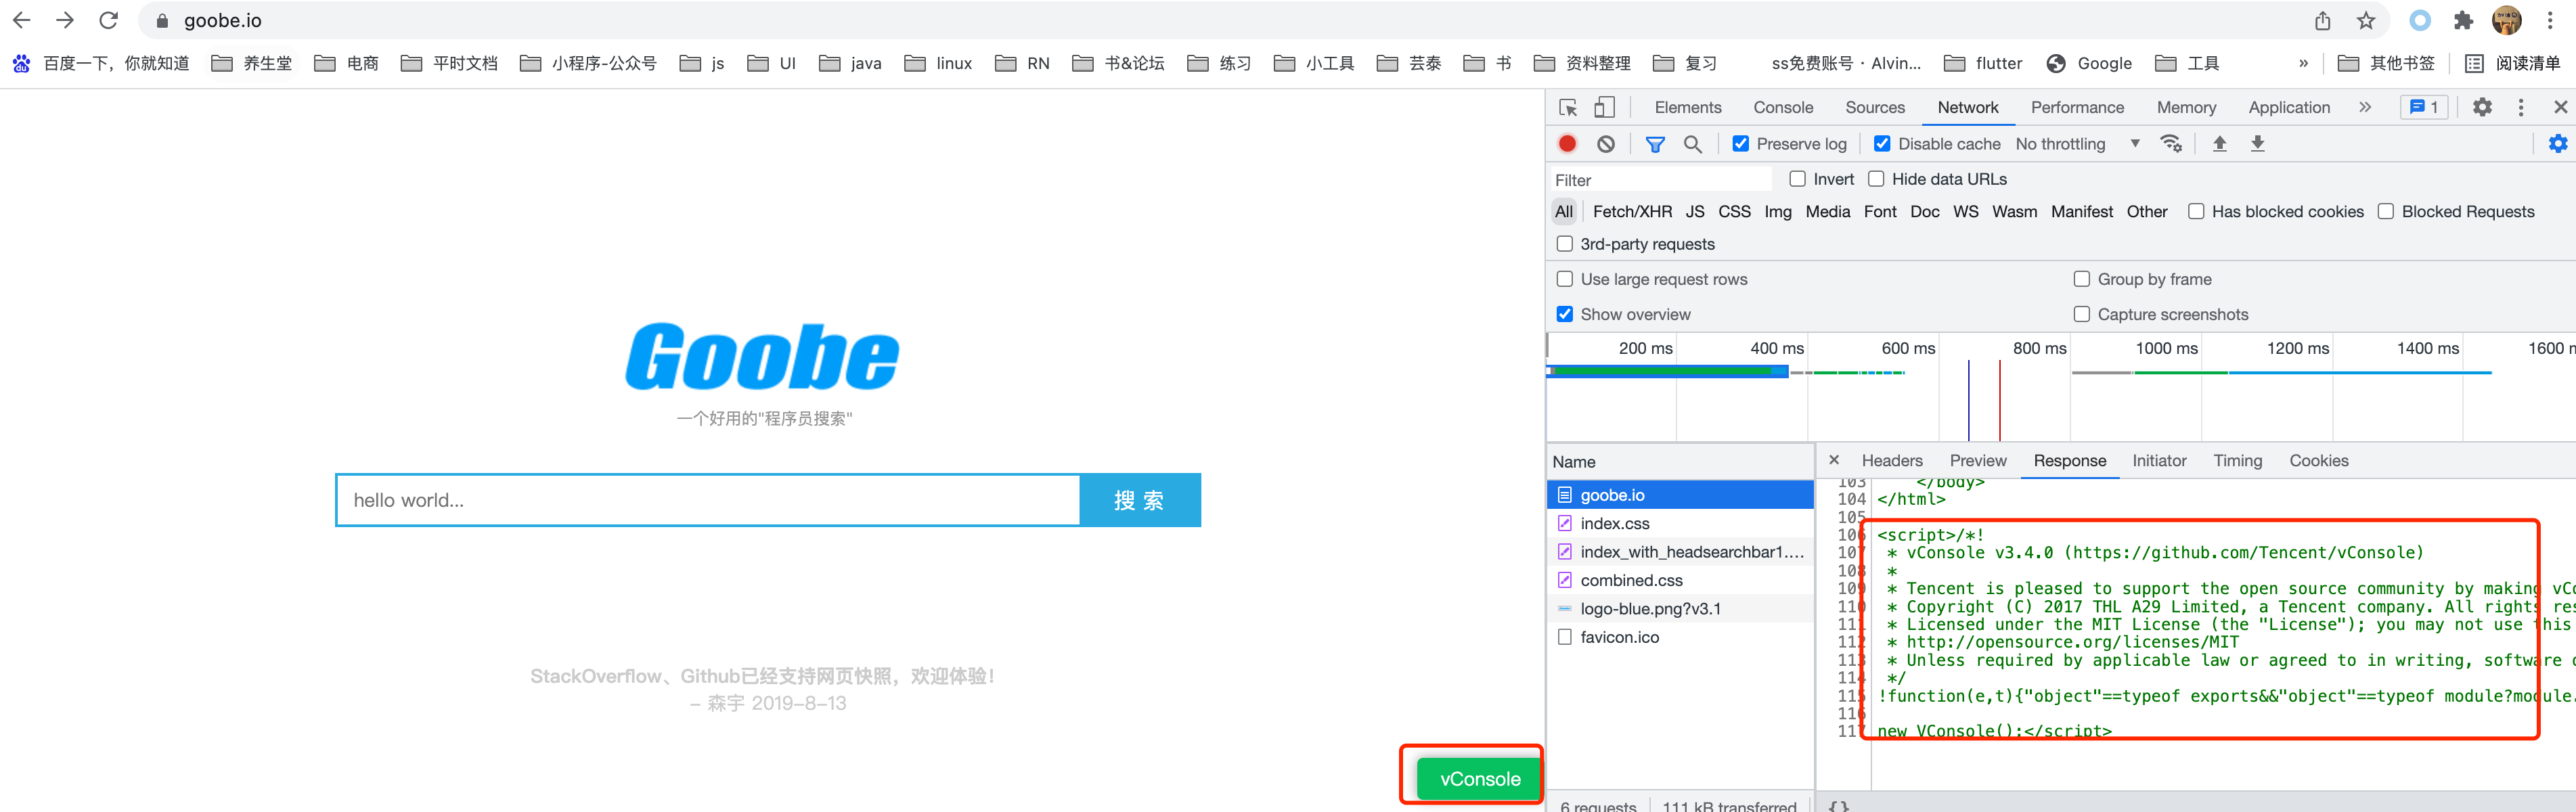 goobe.io
百度一下，你就知道 养生堂 电商 平时文档 小程序-公众号 js UI java linux RN 书&论坛 练习 小工具 芸泰 书 资料整理 复习 ss免费账号 · Alvin... flutter Google 工具 » 其他书签 阅读清单
Elements Console Sources Network Performance Memory Application » 1
Preserve log Disable cache No throttling
Filter Invert Hide data URLs
All Fetch/XHR JS CSS Img Media Font Doc WS Wasm Manifest Other Has blocked cookies Blocked Requests
3rd-party requests
Use large request rows Group by frame
Show overview Capture screenshots
200 ms 400 ms 600 ms 800 ms 1000 ms 1200 ms 1400 ms 1600 m
Goobe
一个好用的"程序员搜索"
hello world... 搜 索
StackOverflow、Github已经支持网页快照，欢迎体验！
– 森宇 2019–8–13
vConsole
Name
goobe.io
index.css
index_with_headsearchbar1....
combined.css
logo-blue.png?v3.1
favicon.ico
6 requests 111 kB transferred
Headers Preview Response Initiator Timing Cookies
103 </body>
104 </html>
105
106 <script>/*!
107 * vConsole v3.4.0 (https://github.com/Tencent/vConsole)
108 *
109 * Tencent is pleased to support the open source community by making vCo
110 * Copyright (C) 2017 THL A29 Limited, a Tencent company. All rights res
111 * Licensed under the MIT License (the "License"); you may not use this
112 * http://opensource.org/licenses/MIT
113 * Unless required by applicable law or agreed to in writing, software d
114 */
115 !function(e,t){"object"==typeof exports&&"object"==typeof module?module.
116
117 new VConsole();</script>
{}